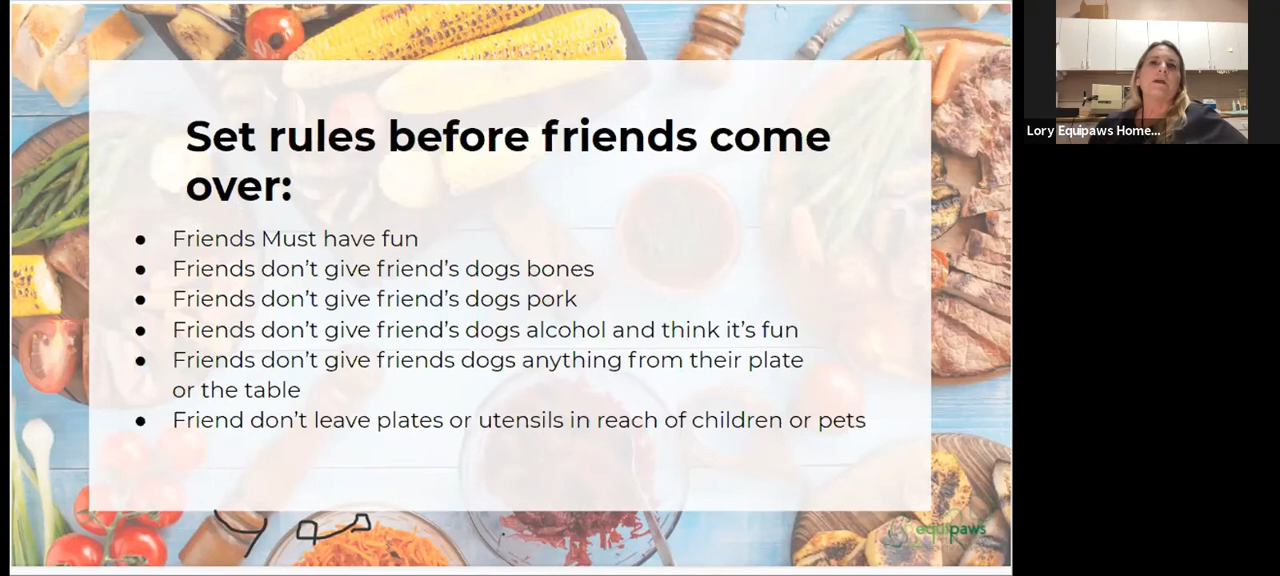 Set rules before friends come
over:
● Friends Must have fun
● Friends don't give friend's dogs bones
● Friends don't give friend's dogs pork
● Friends don't give friend's dogs alcohol and think it's fun
● Friends don't give friends dogs anything from their plate
or the table
● Friend don't leave plates or utensils in reach of children or pets
equipaws
Lory Equipaws Home...